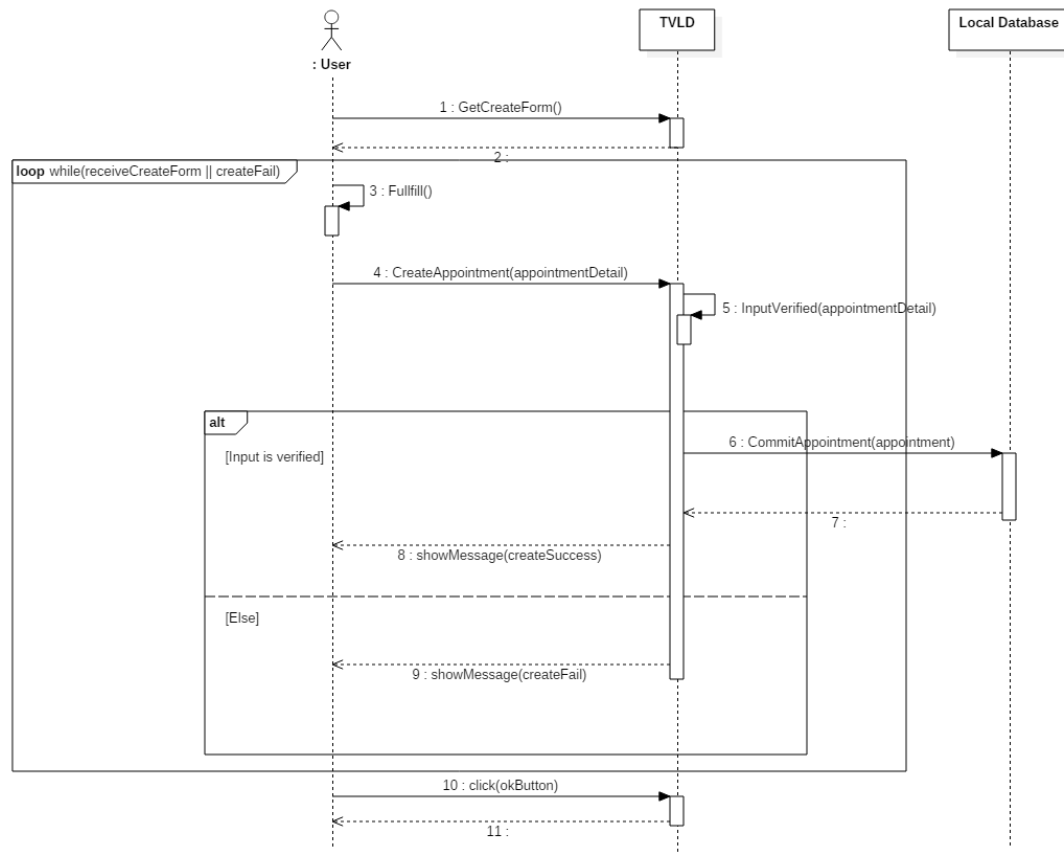 TVLD
Local Database
: User
1 : GetCreateForm()
2 :
loop while(receiveCreateForm || createFail)
3 : Fullfill()
4 : CreateAppointment(appointmentDetail)
5 : InputVerified(appointmentDetail)
alt
6 : CommitAppointment(appointment)
[Input is verified]
7 :
8 : showMessage(createSuccess)
[Else]
9 : showMessage(createFail)
10 : click(okButton)
11 :